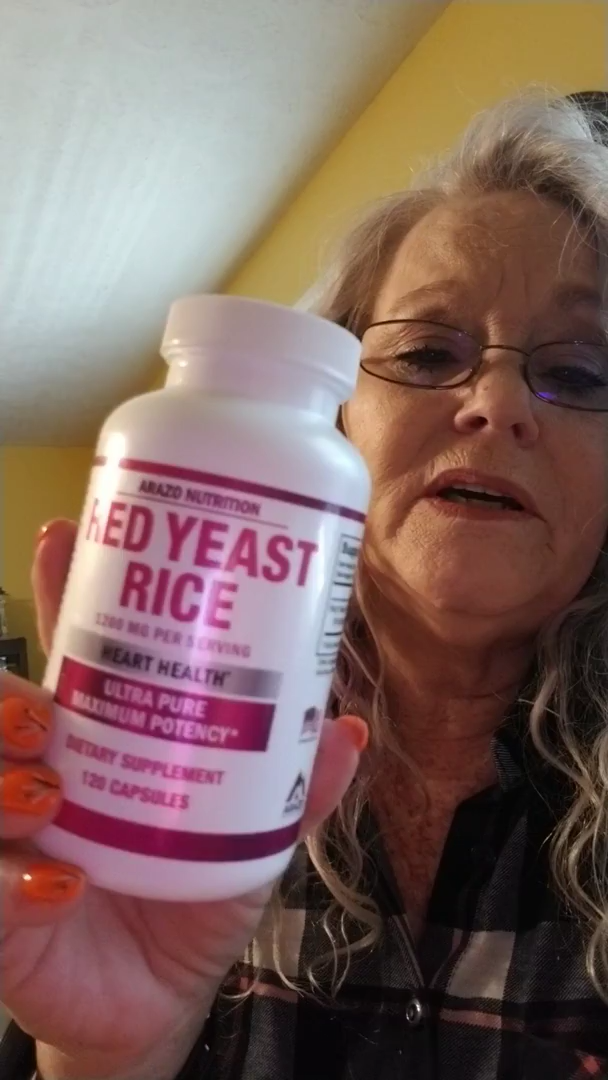 ARAZO NUTRITION
RED YEAST
RICE
1200 MG PER SERVING
HEART HEALTH*
ULTRA PURE
MAXIMUM POTENCY*
DIETARY SUPPLEMENT
120 CAPSULES